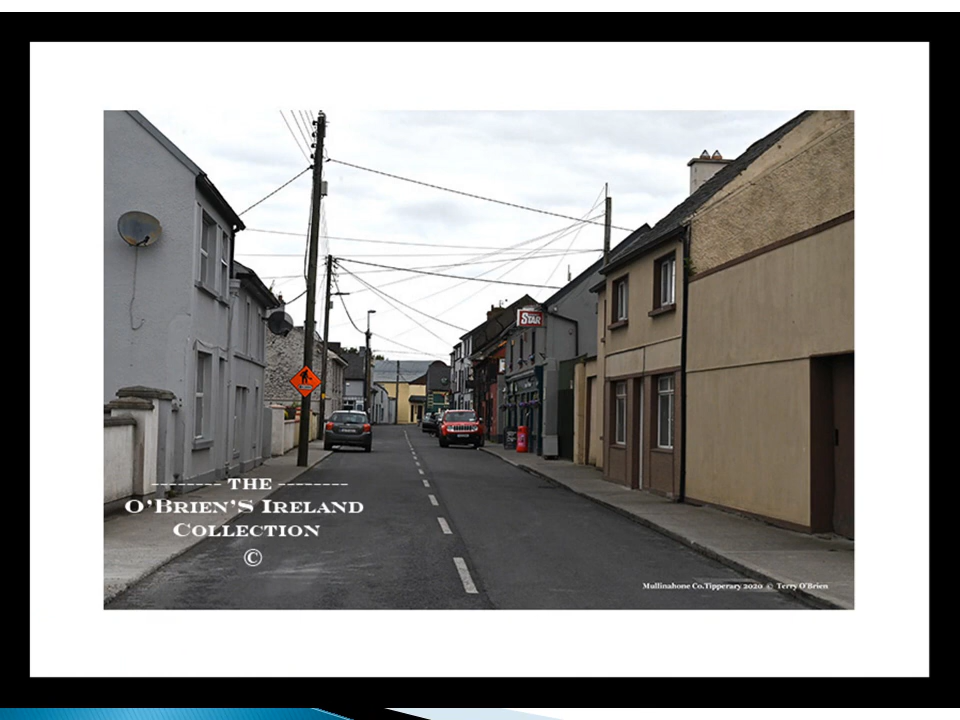 STAR
-------- THE --------
O'BRIEN'S IRELAND
COLLECTION
©
Mullinahone Co.Tipperary 2020 © Terry O'Brien